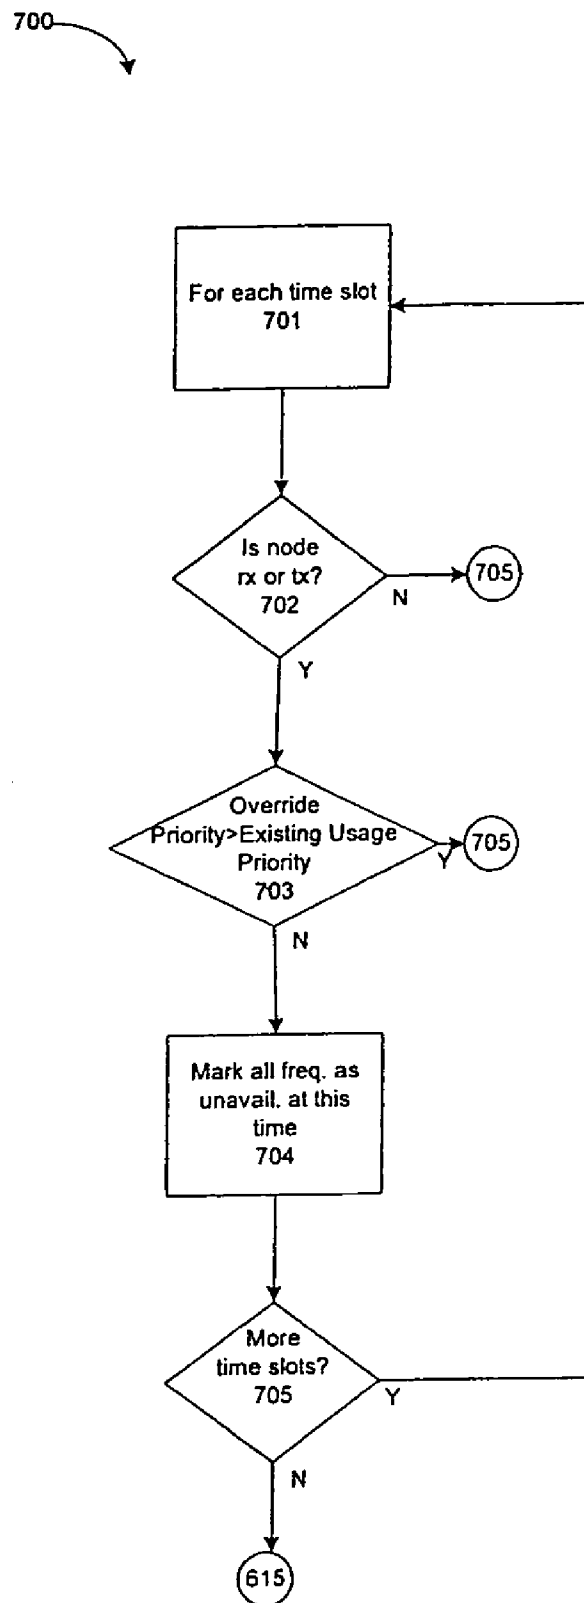 700
For each time slot
701
Is node
rx or tx?
702
N
705
Y
Override
Priority>Existing Usage
Priority
703
Y
705
N
Mark all freq. as
unavail. at this
time
704
More
time slots?
705
Y
N
615